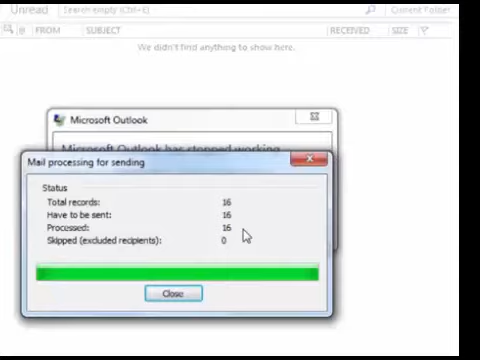 Unread
Search empty (Ctrl+E)
Current Folder
FROM SUBJECT RECEIVED SIZE
We didn't find anything to show here.
Microsoft Outlook
Microsoft Outlook has stopped working
Mail processing for sending
Status
Total records: 16
Have to be sent: 16
Processed: 16
Skipped (excluded recipients): 0
Close